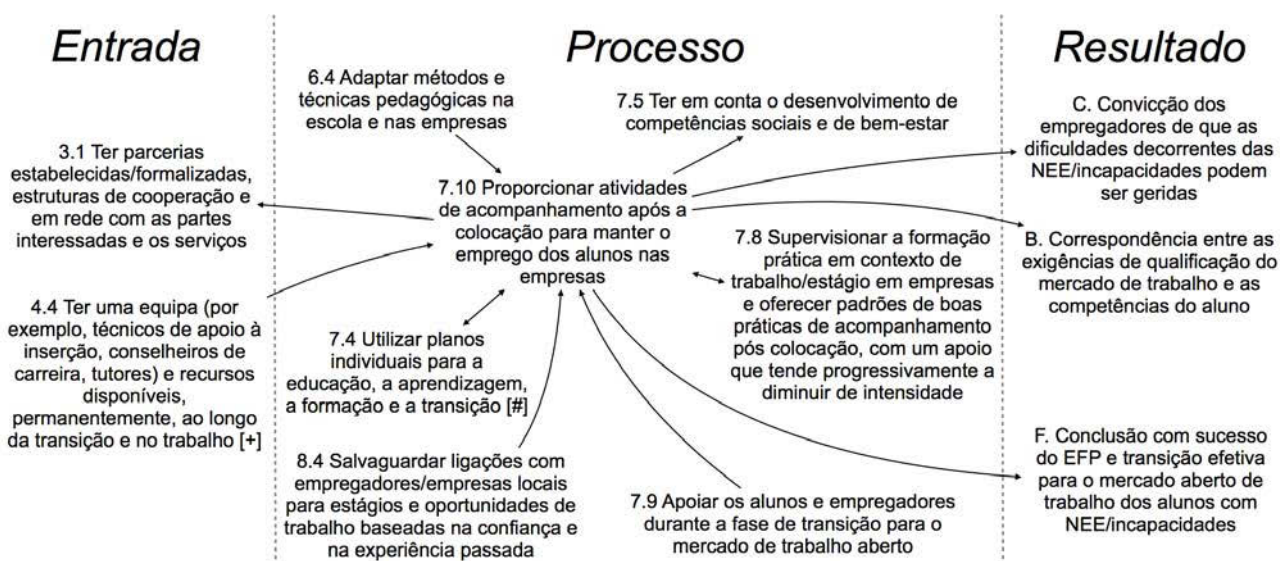 Entrada
3.1 Ter parcerias
estabelecidas/formalizadas,
estruturas de cooperação e
em rede com as partes
interessadas e os serviços
4.4 Ter uma equipa (por
exemplo, técnicos de apoio à
inserção, conselheiros de
carreira, tutores) e recursos
disponíveis,
permanentemente, ao longo
da transição e no trabalho [+]
Processo
6.4 Adaptar métodos e
técnicas pedagógicas na
escola e nas empresas
7.5 Ter em conta o desenvolvimento de
competências sociais e de bem-estar
7.10 Proporcionar atividades
de acompanhamento após a
colocação para manter o
emprego dos alunos nas
empresas
7.8 Supervisionar a formação
prática em contexto de
trabalho/estágio em empresas
e oferecer padrões de boas
práticas de acompanhamento
pós colocação, com um apoio
que tende progressivamente a
diminuir de intensidade
7.4 Utilizar planos
individuais para a
educação, a aprendizagem,
a formação e a transição [#]
8.4 Salvaguardar ligações com
empregadores/empresas locais
para estágios e oportunidades de
trabalho baseadas na confiança e
na experiência passada
7.9 Apoiar os alunos e empregadores
durante a fase de transição para o
mercado de trabalho aberto
Resultado
C. Convicção dos
empregadores de que as
dificuldades decorrentes das
NEE/incapacidades podem
ser geridas
B. Correspondência entre as
exigências de qualificação do
mercado de trabalho e as
competências do aluno
F. Conclusão com sucesso
do EFP e transição efetiva
para o mercado aberto de
trabalho dos alunos com
NEE/incapacidades